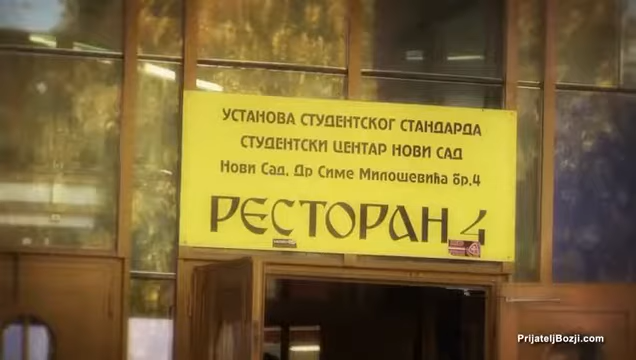 УСТАНОВА СТУДЕНТСКОГ СТАНДАРДА
СТУДЕНТСКИ ЦЕНТАР НОВИ САД
Нови Сад, Др Симе Милошевића бр.4
РЕСТОРАН 4
PrijateljBozji.com